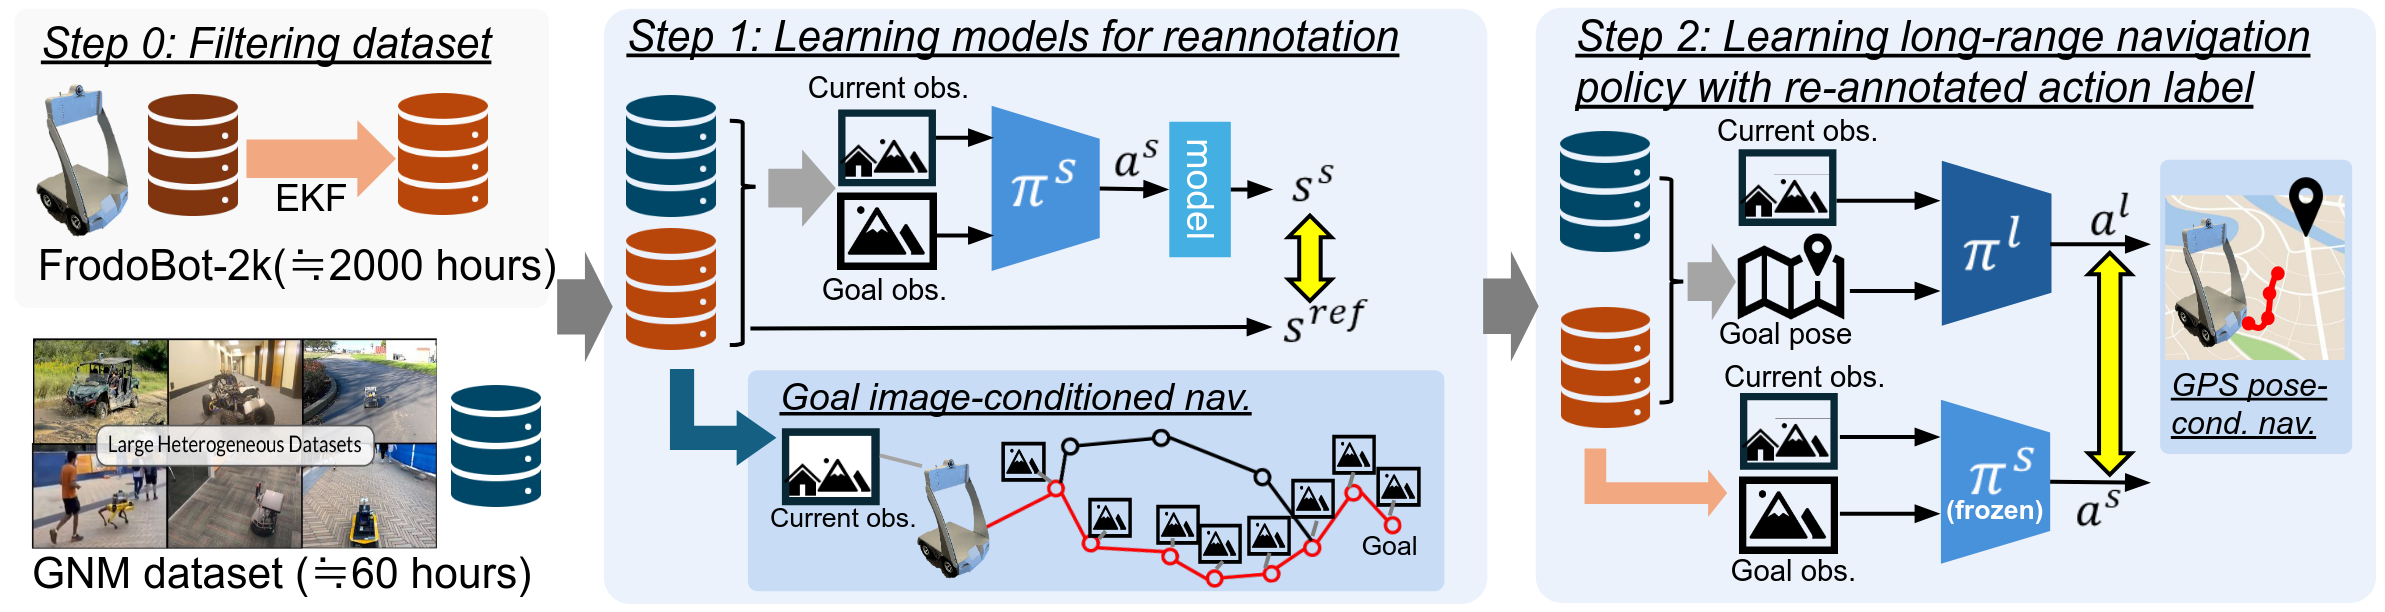 Step 0: Filtering dataset
EKF
FrodoBot-2k(≒2000 hours)
Large Heterogeneous Datasets
GNM dataset (≒60 hours)
Step 1: Learning models for reannotation
Current obs.
Goal obs.
π^s
a^s
model
s^s
s^ref
Goal image-conditioned nav.
Current obs.
Goal
Step 2: Learning long-range navigation
policy with re-annotated action label
Current obs.
Goal pose
π^l
a^l
Current obs.
Goal obs.
π^s
(frozen)
a^s
GPS pose-
cond. nav.